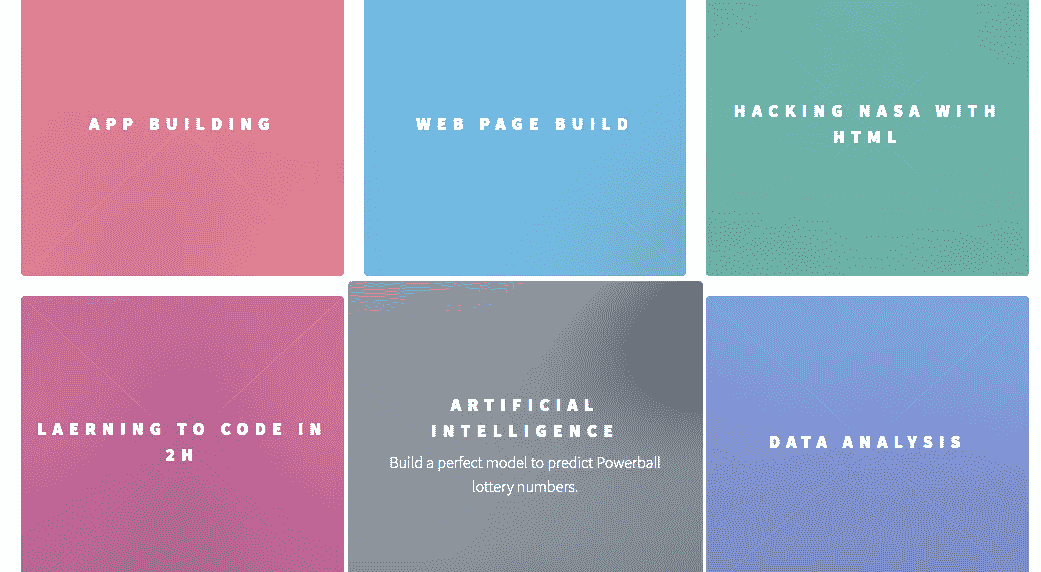 APP BUILDING
WEB PAGE BUILD
HACKING NASA WITH
HTML
LAERNING TO CODE IN
2H
ARTIFICIAL
INTELLIGENCE
Build a perfect model to predict Powerball
lottery numbers.
DATA ANALYSIS